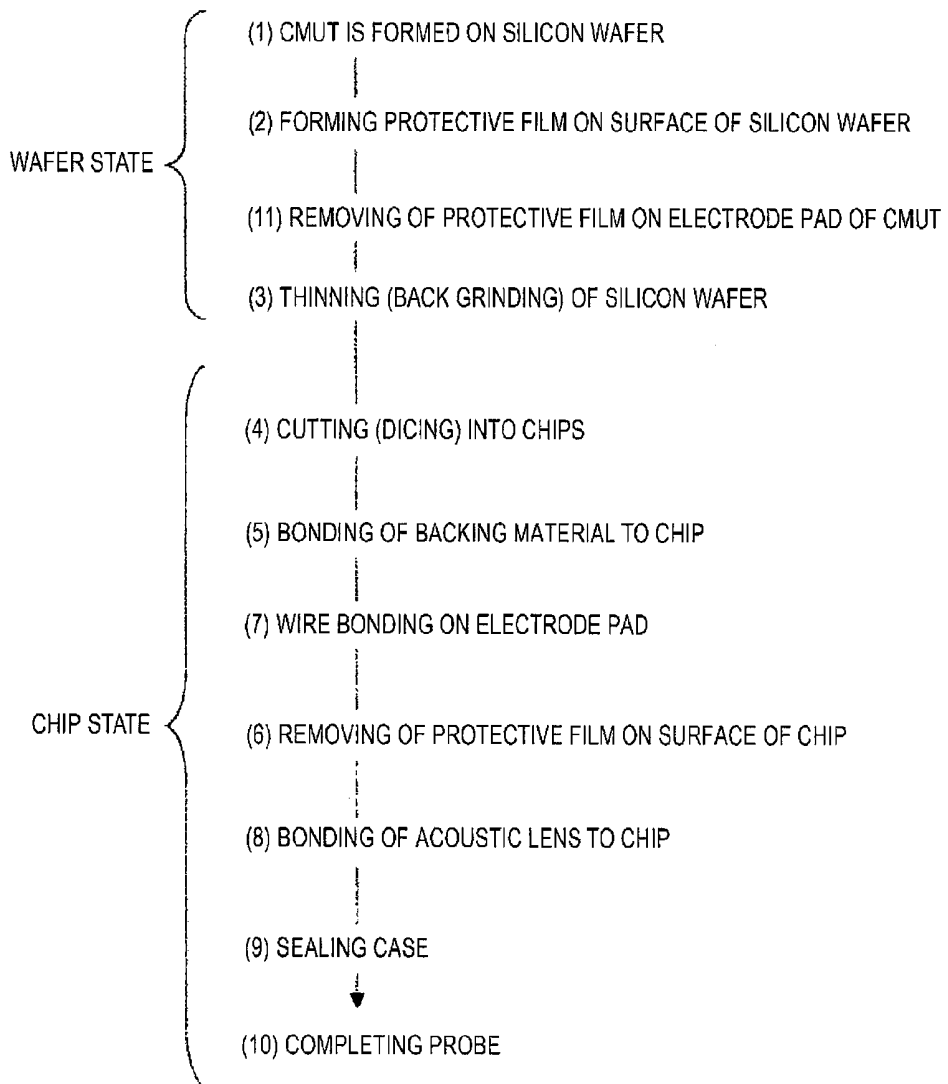 (1) CMUT IS FORMED ON SILICON WAFER
(2) FORMING PROTECTIVE FILM ON SURFACE OF SILICON WAFER
WAFER STATE
(11) REMOVING OF PROTECTIVE FILM ON ELECTRODE PAD OF CMUT
(3) THINNING (BACK GRINDING) OF SILICON WAFER
(4) CUTTING (DICING) INTO CHIPS
(5) BONDING OF BACKING MATERIAL TO CHIP
(7) WIRE BONDING ON ELECTRODE PAD
CHIP STATE
(6) REMOVING OF PROTECTIVE FILM ON SURFACE OF CHIP
(8) BONDING OF ACOUSTIC LENS TO CHIP
(9) SEALING CASE
(10) COMPLETING PROBE